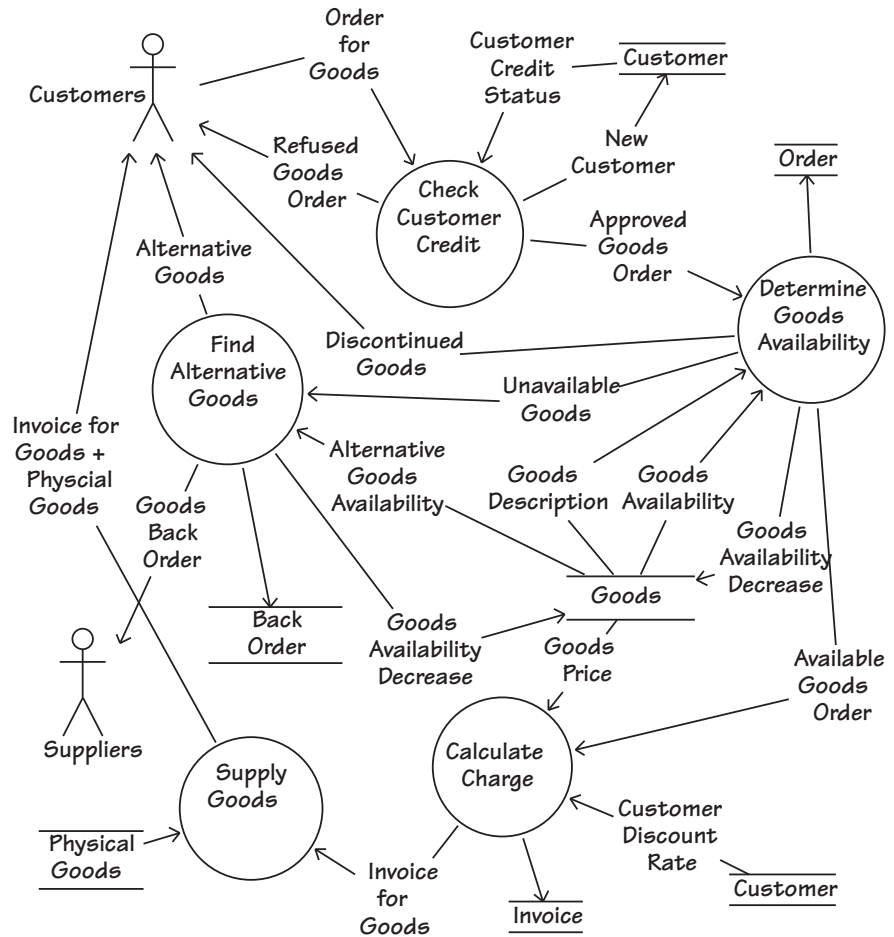 Order
for
Goods
Customer
Credit
Status
Customer
Customers
Refused
Goods
Order
New
Customer
Order
Check
Customer
Credit
Approved
Goods
Order
Alternative
Goods
Determine
Goods
Availability
Find
Alternative
Goods
Discontinued
Goods
Unavailable
Goods
Invoice for
Goods +
Physcial
Goods
Alternative
Goods
Availability
Goods
Description
Goods
Availability
Goods
Back
Order
Goods
Availability
Decrease
Goods
Back
Order
Goods
Availability
Decrease
Goods
Price
Available
Goods
Order
Suppliers
Supply
Goods
Calculate
Charge
Customer
Discount
Rate
Physical
Goods
Invoice
for
Goods
Invoice
Customer